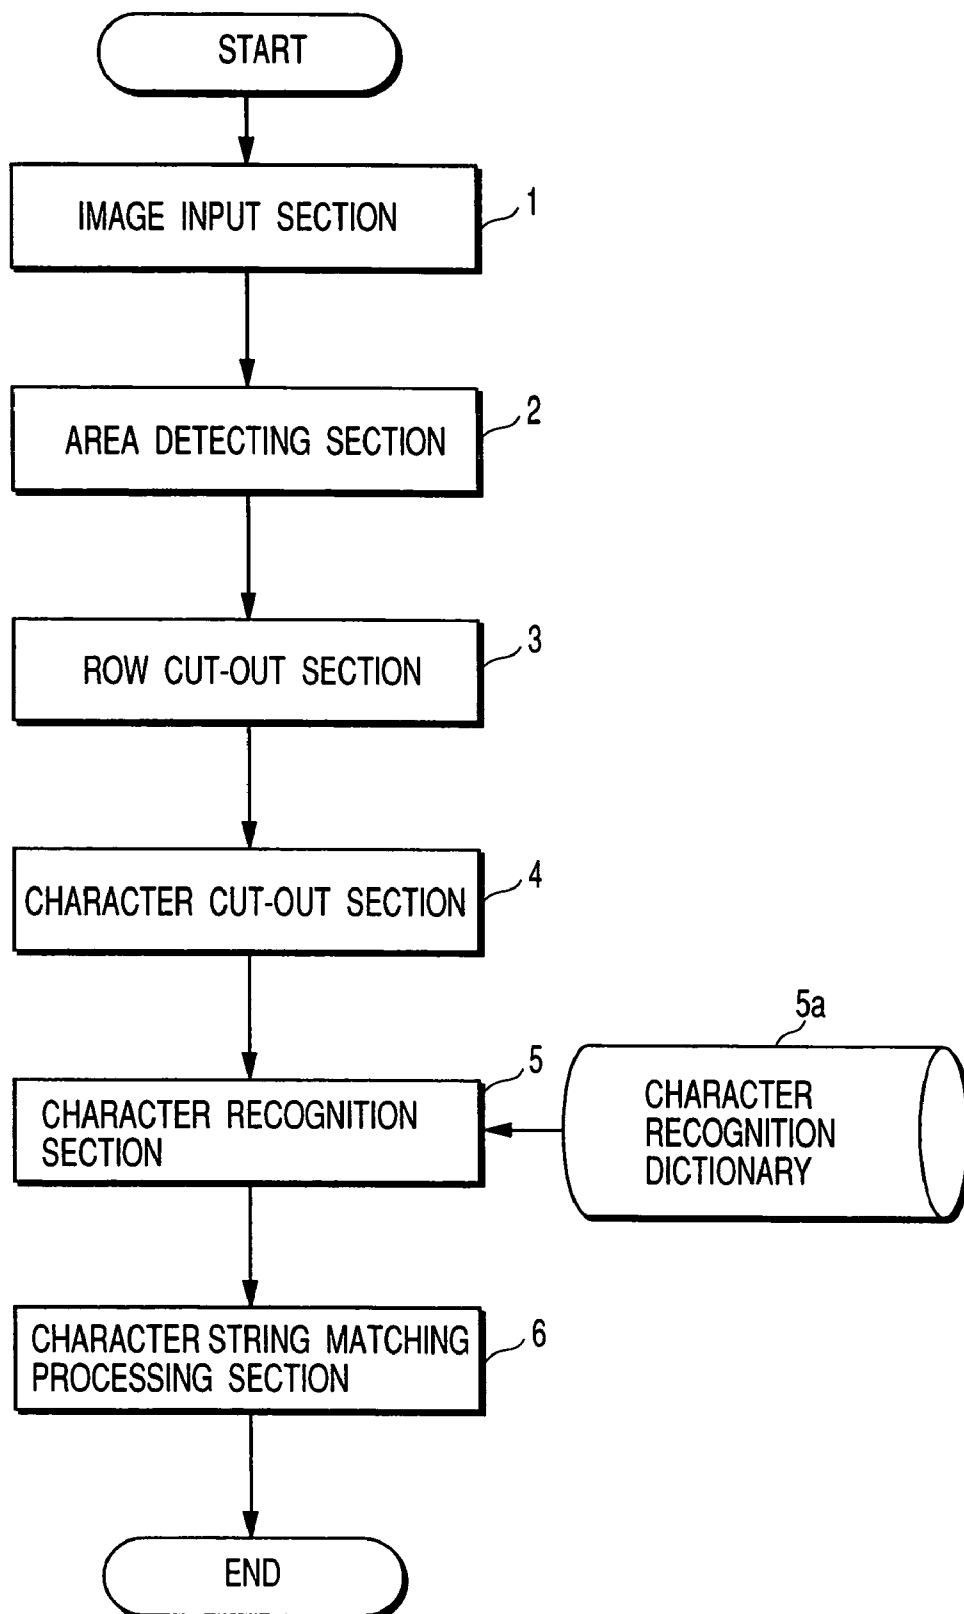 START
IMAGE INPUT SECTION
1
AREA DETECTING SECTION
2
ROW CUT-OUT SECTION
3
CHARACTER CUT-OUT SECTION
4
CHARACTER RECOGNITION
SECTION
5
5a
CHARACTER
RECOGNITION
DICTIONARY
CHARACTER STRING MATCHING
PROCESSING SECTION
6
END